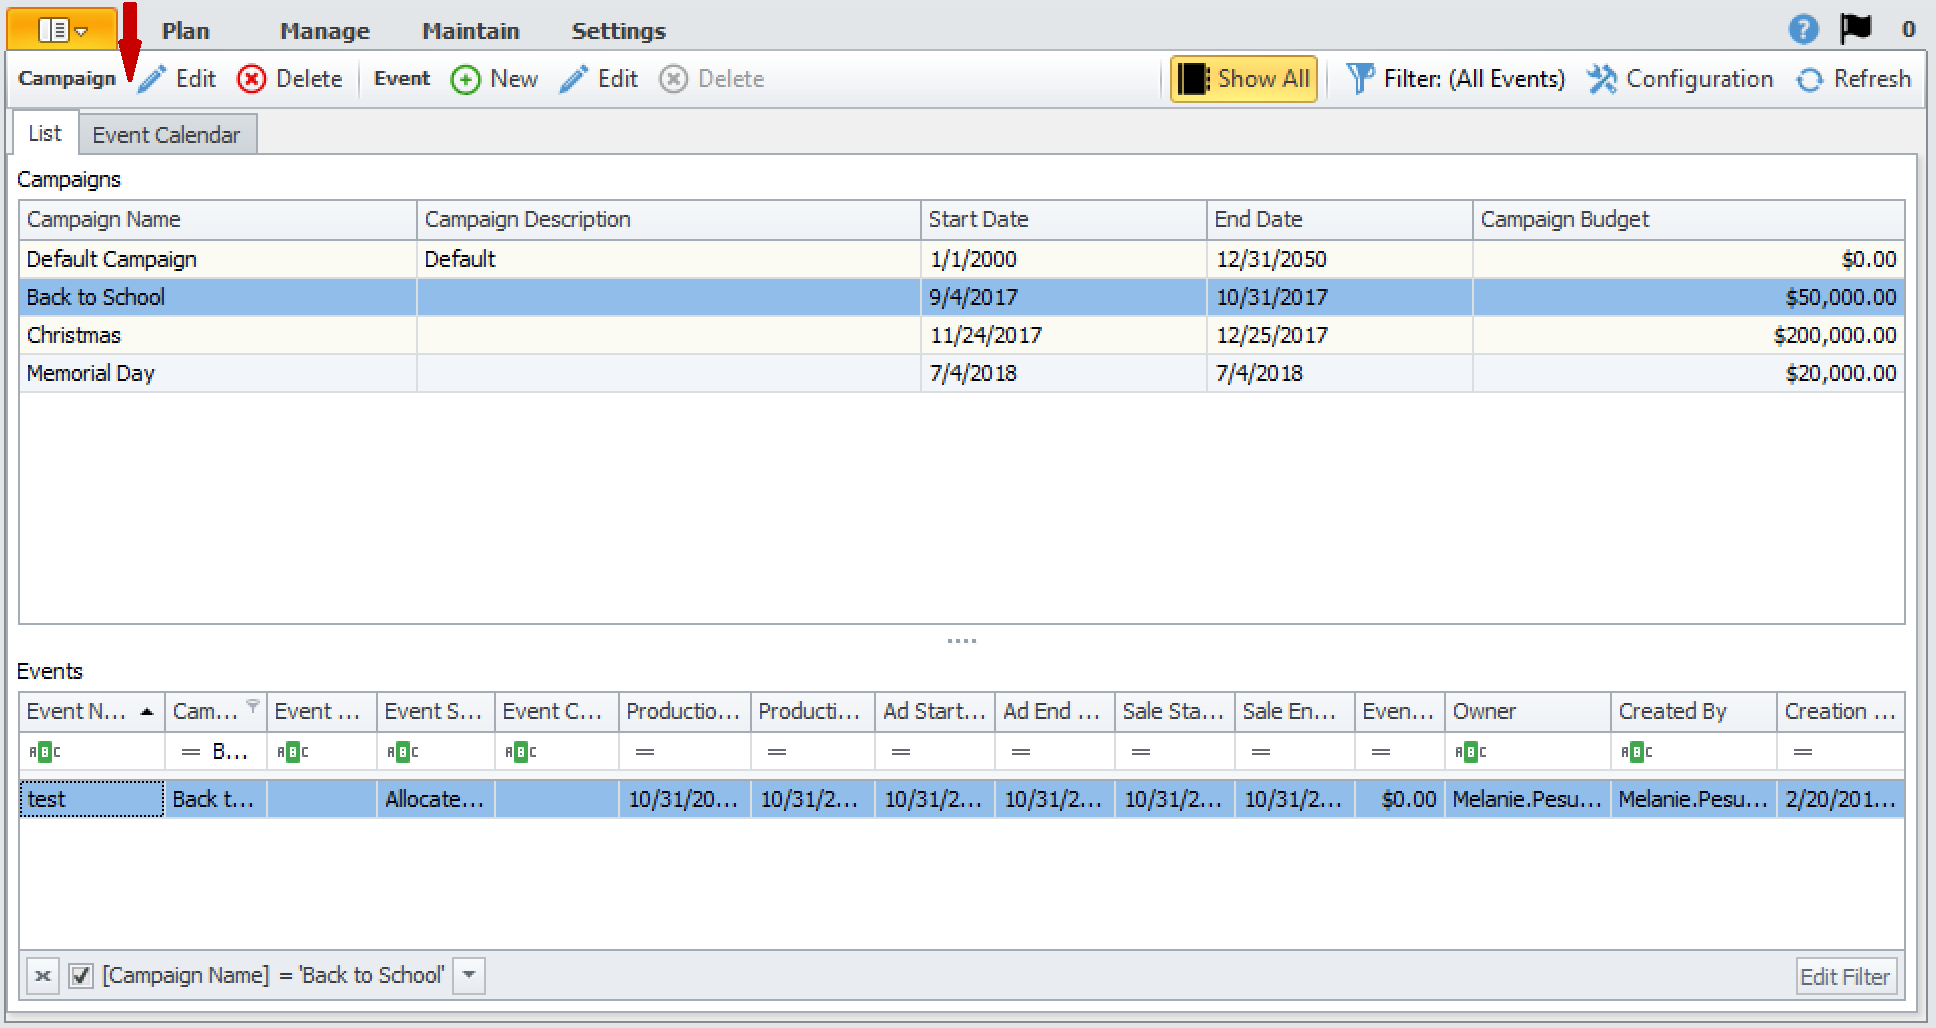 Plan Manage Maintain Settings 0
Campaign Edit Delete Event New Edit Delete Show All Filter: (All Events) Configuration Refresh
List Event Calendar
Campaigns
Campaign Name Campaign Description Start Date End Date Campaign Budget
Default Campaign Default 1/1/2000 12/31/2050 $0.00
Back to School 9/4/2017 10/31/2017 $50,000.00
Christmas 11/24/2017 12/25/2017 $200,000.00
Memorial Day 7/4/2018 7/4/2018 $20,000.00
Events
Event N... Cam... Event ... Event S... Event C... Productio... Producti... Ad Start... Ad End ... Sale Sta... Sale En... Even... Owner Created By Creation ...
ABC = B... ABC ABC ABC = = = = = = = ABC ABC =
test Back t... Allocate... 10/31/20... 10/31/2... 10/31/2... 10/31/2... 10/31/2... 10/31/2... $0.00 Melanie.Pesu... Melanie.Pesu... 2/20/201...
[Campaign Name] = 'Back to School' Edit Filter